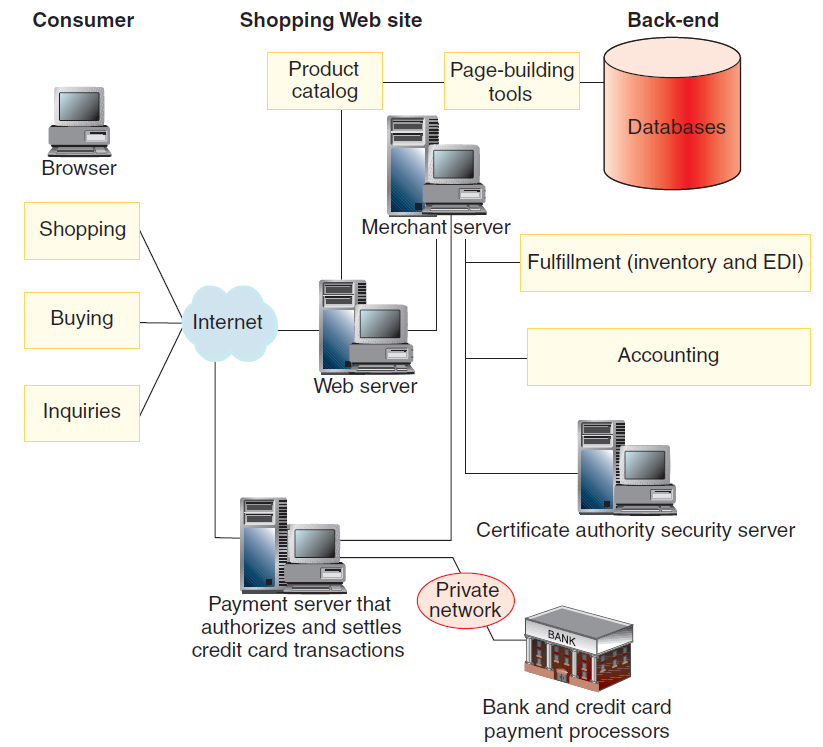 Consumer
Shopping Web site
Back-end
Product
catalog
Page-building
tools
Databases
Browser
Merchant server
Shopping
Fulfillment (inventory and EDI)
Buying
Internet
Accounting
Web server
Inquiries
Certificate authority security server
Payment server that
authorizes and settles
credit card transactions
Private
network
BANK
Bank and credit card
payment processors